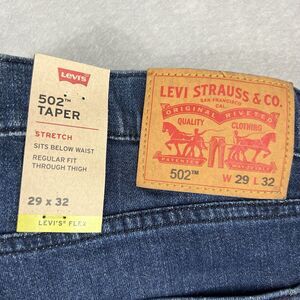 Levi's
502™
TAPER
STRETCH
SITS BELOW WAIST
REGULAR FIT
THROUGH THIGH
29 x 32
LEVI'S® FLEX
LEVI STRAUSS & CO.
SAN FRANCISCO
CAL.
ORIGINAL RIVETED
QUALITY CLOTHING
502™ W 29 L 32